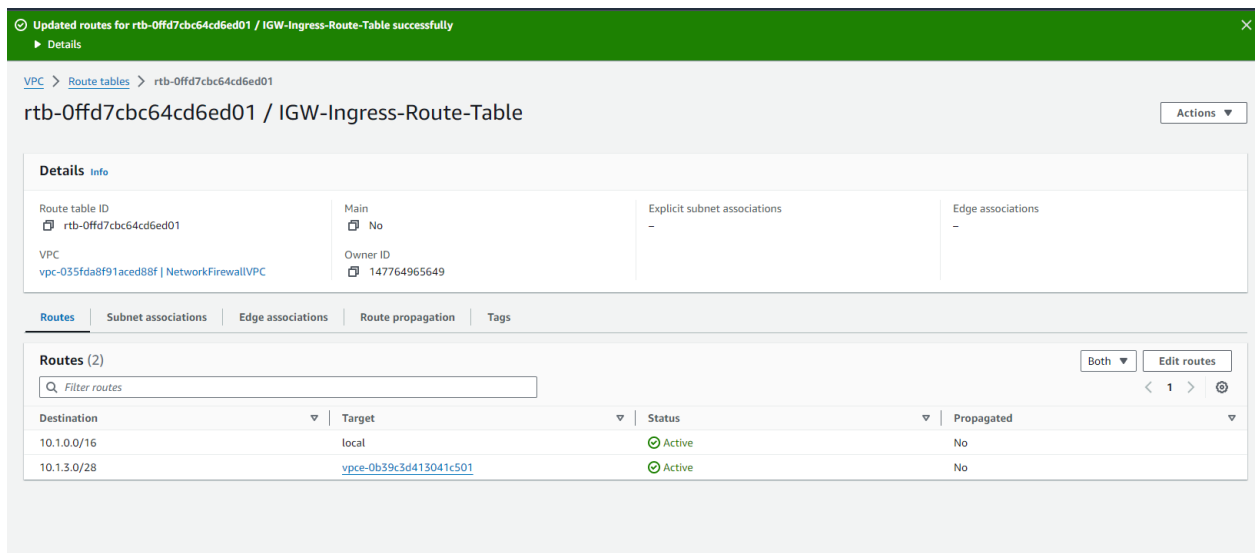 Updated routes for rtb-0ffd7cbc64cd6ed01 / IGW-Ingress-Route-Table successfully
Details
VPC > Route tables > rtb-0ffd7cbc64cd6ed01
rtb-0ffd7cbc64cd6ed01 / IGW-Ingress-Route-Table
Actions
Details Info
Route table ID Main Explicit subnet associations Edge associations
rtb-0ffd7cbc64cd6ed01 No – –
VPC Owner ID
vpc-035fda8f91aced88f | NetworkFirewallVPC 147764965649
Routes Subnet associations Edge associations Route propagation Tags
Routes (2) Both Edit routes
Filter routes < 1 >
Destination Target Status Propagated
10.1.0.0/16 local Active No
10.1.3.0/28 vpce-0b39c3d413041c501 Active No